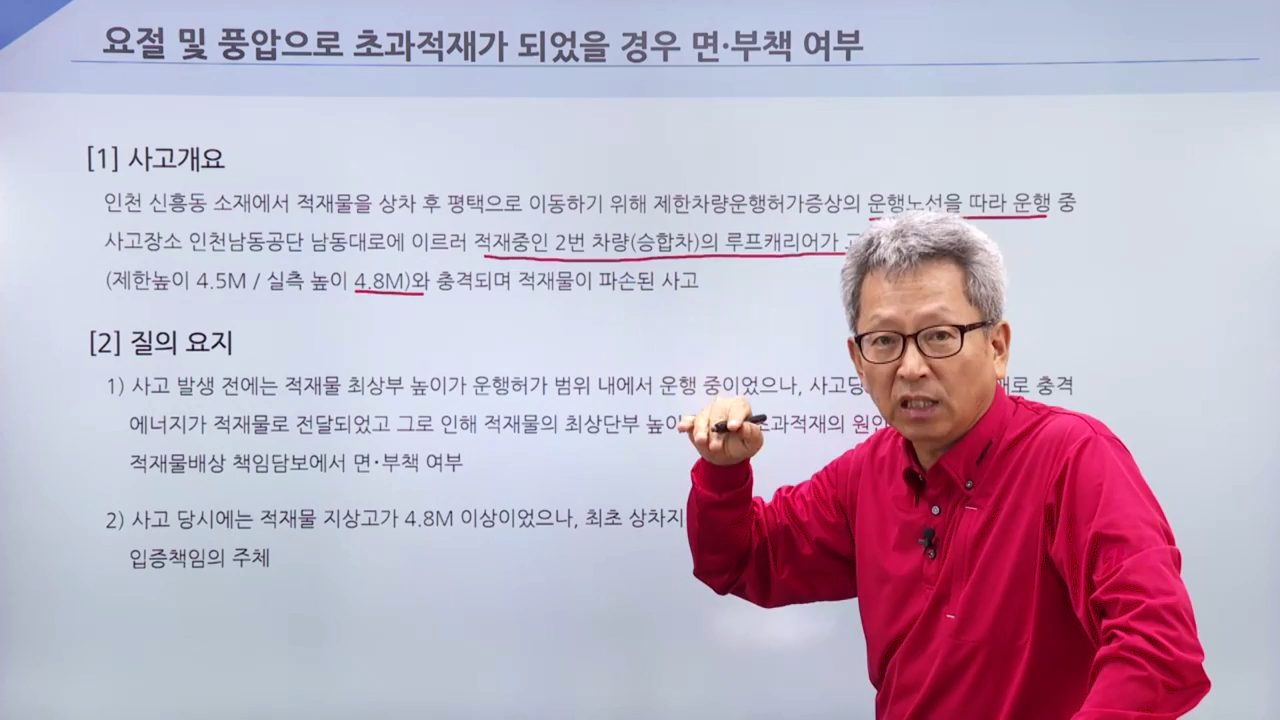 요절 및 풍압으로 초과적재가 되었을 경우 면·부책 여부
[1] 사고개요
인천 신흥동 소재에서 적재물을 상차 후 평택으로 이동하기 위해 제한차량운행허가증상의 운행노선을 따라 운행 중
사고장소 인천남동공단 남동대로에 이르러 적재중인 2번 차량(승합차)의 루프캐리어가
(제한높이 4.5M / 실측 높이 4.8M)와 충격되며 적재물이 파손된 사고
[2] 질의 요지
1) 사고 발생 전에는 적재물 최상부 높이가 운행허가 범위 내에서 운행 중이었으나, 충격
에너지가 적재물로 전달되었고 그로 인해 적재물의 최상단부 초과적재의
적재물배상 책임담보에서 면·부책 여부
2) 사고 당시에는 적재물 지상고가 4.8M 이상이었으나, 최초
입증책임의 주체